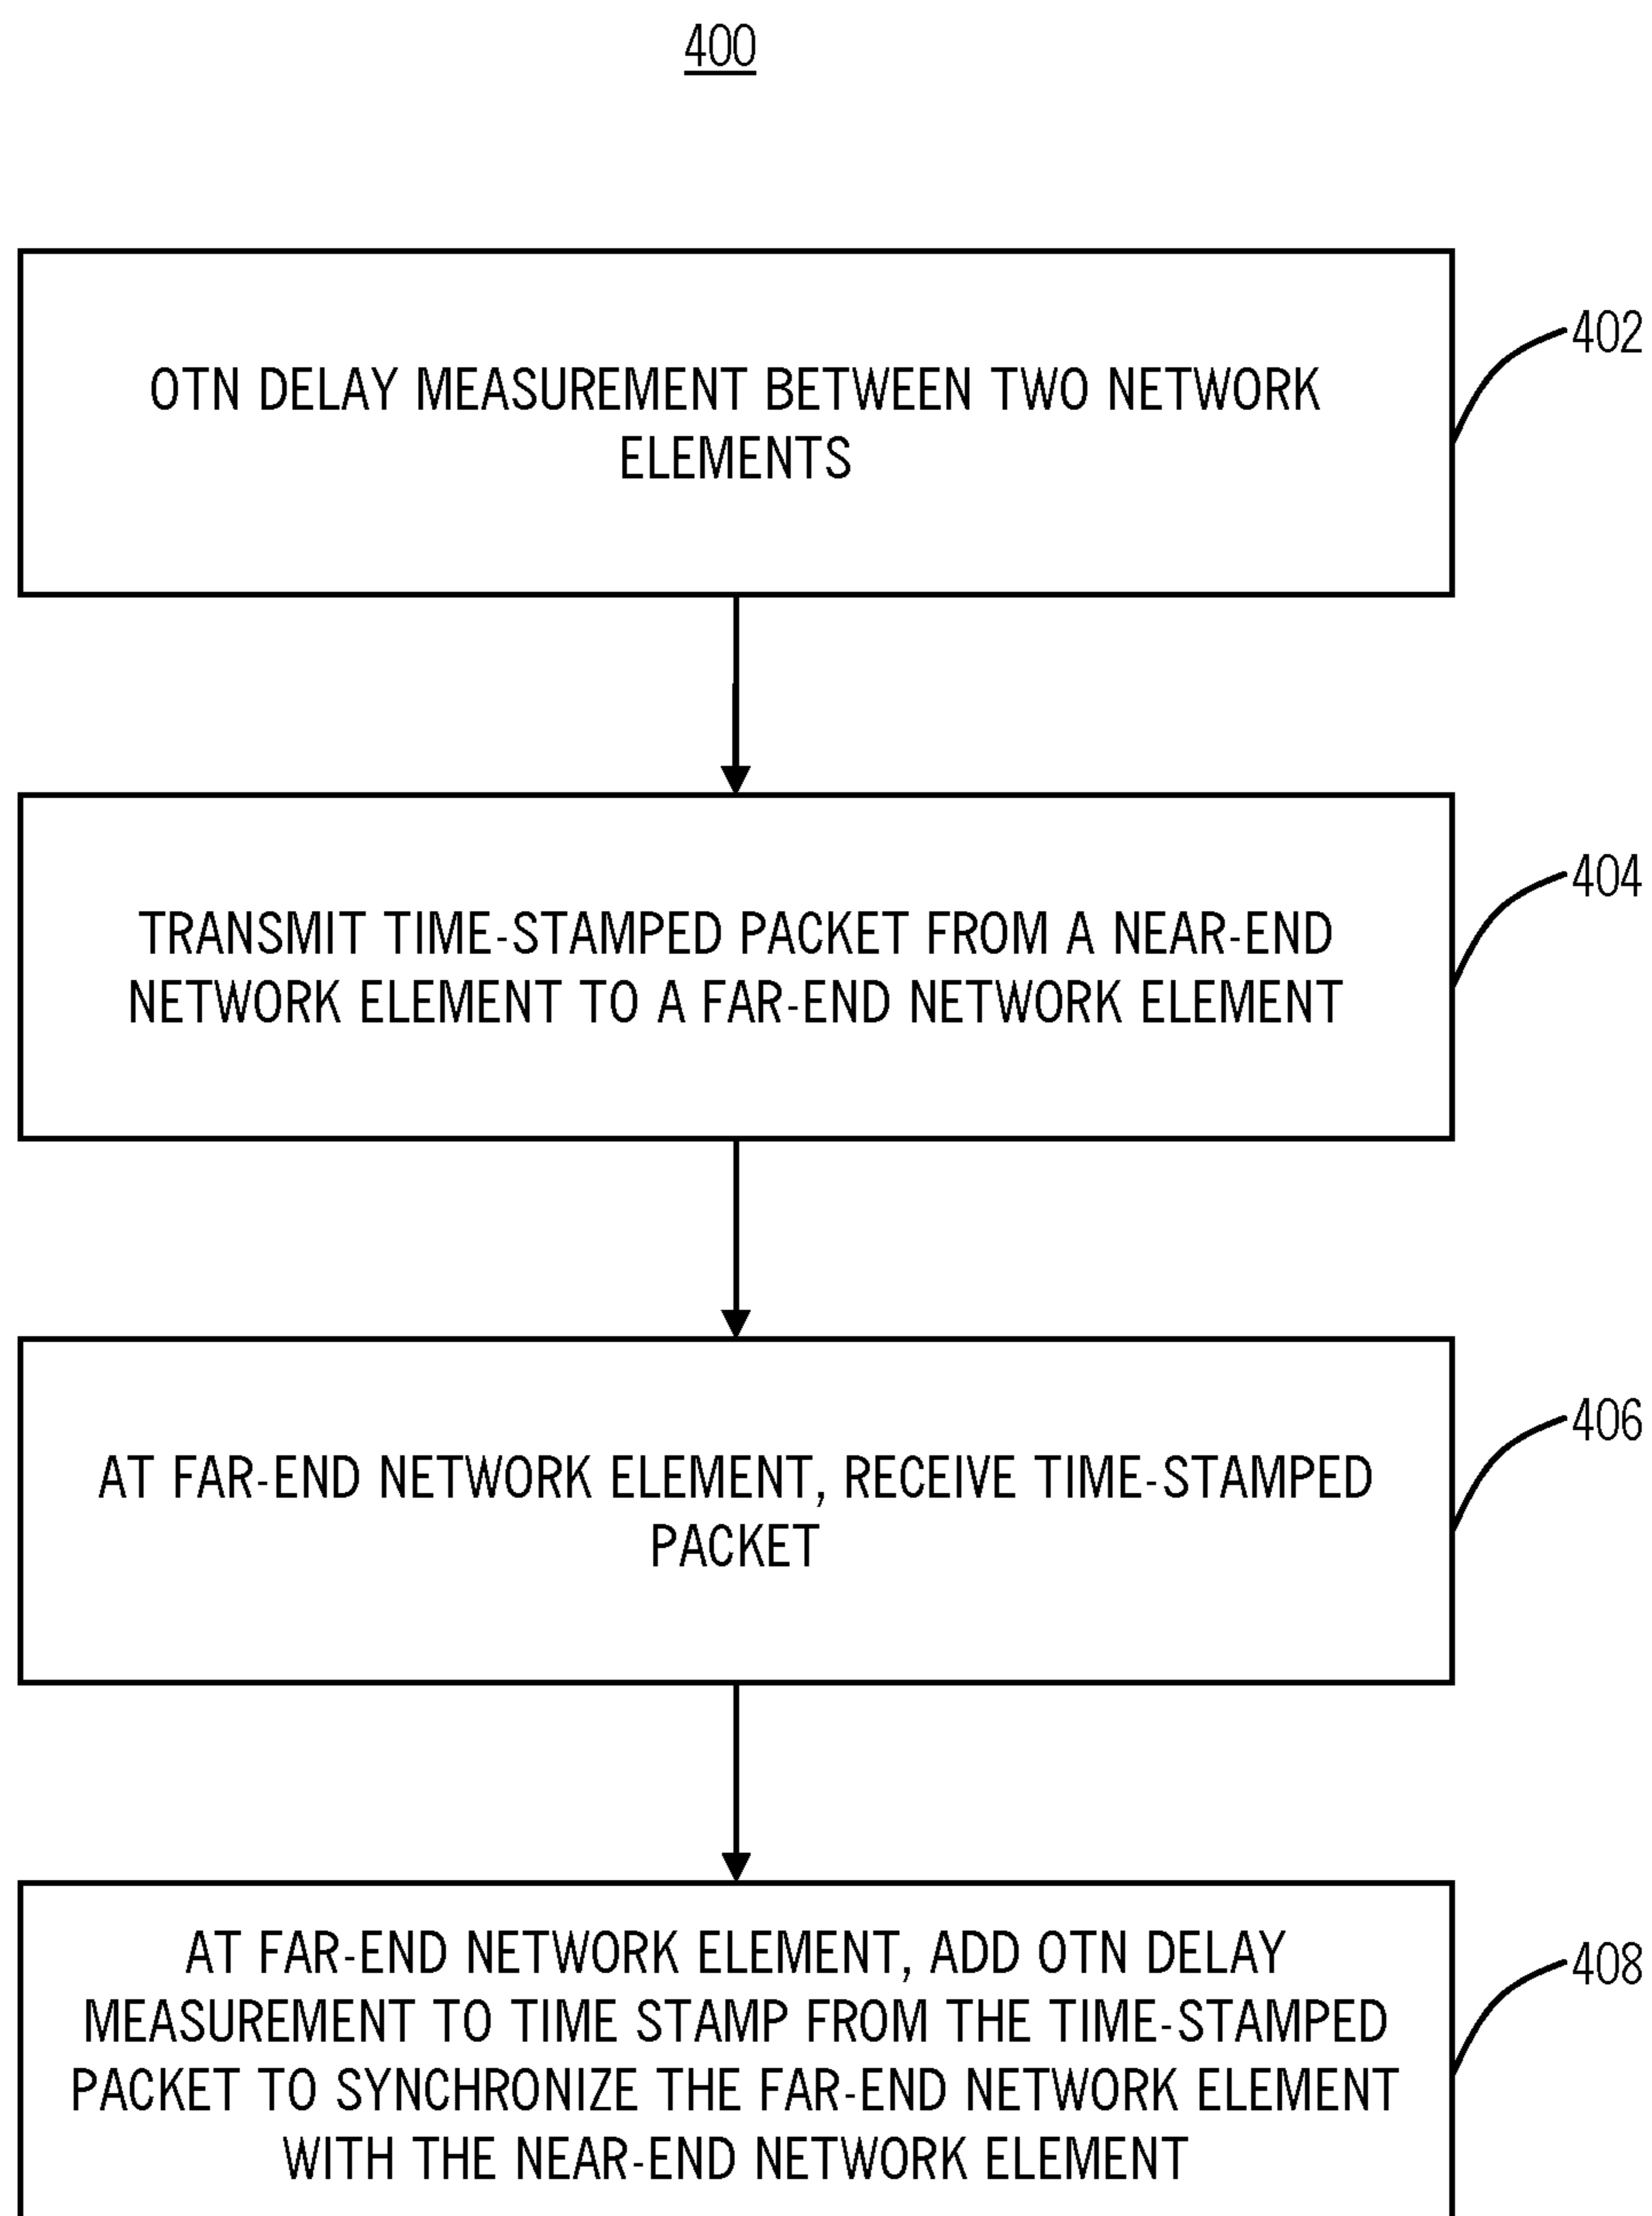 400
OTN DELAY MEASUREMENT BETWEEN TWO NETWORK
ELEMENTS
402
TRANSMIT TIME-STAMPED PACKET FROM A NEAR-END
NETWORK ELEMENT TO A FAR-END NETWORK ELEMENT
404
AT FAR-END NETWORK ELEMENT, RECEIVE TIME-STAMPED
PACKET
406
AT FAR-END NETWORK ELEMENT, ADD OTN DELAY
MEASUREMENT TO TIME STAMP FROM THE TIME-STAMPED
PACKET TO SYNCHRONIZE THE FAR-END NETWORK ELEMENT
WITH THE NEAR-END NETWORK ELEMENT
408